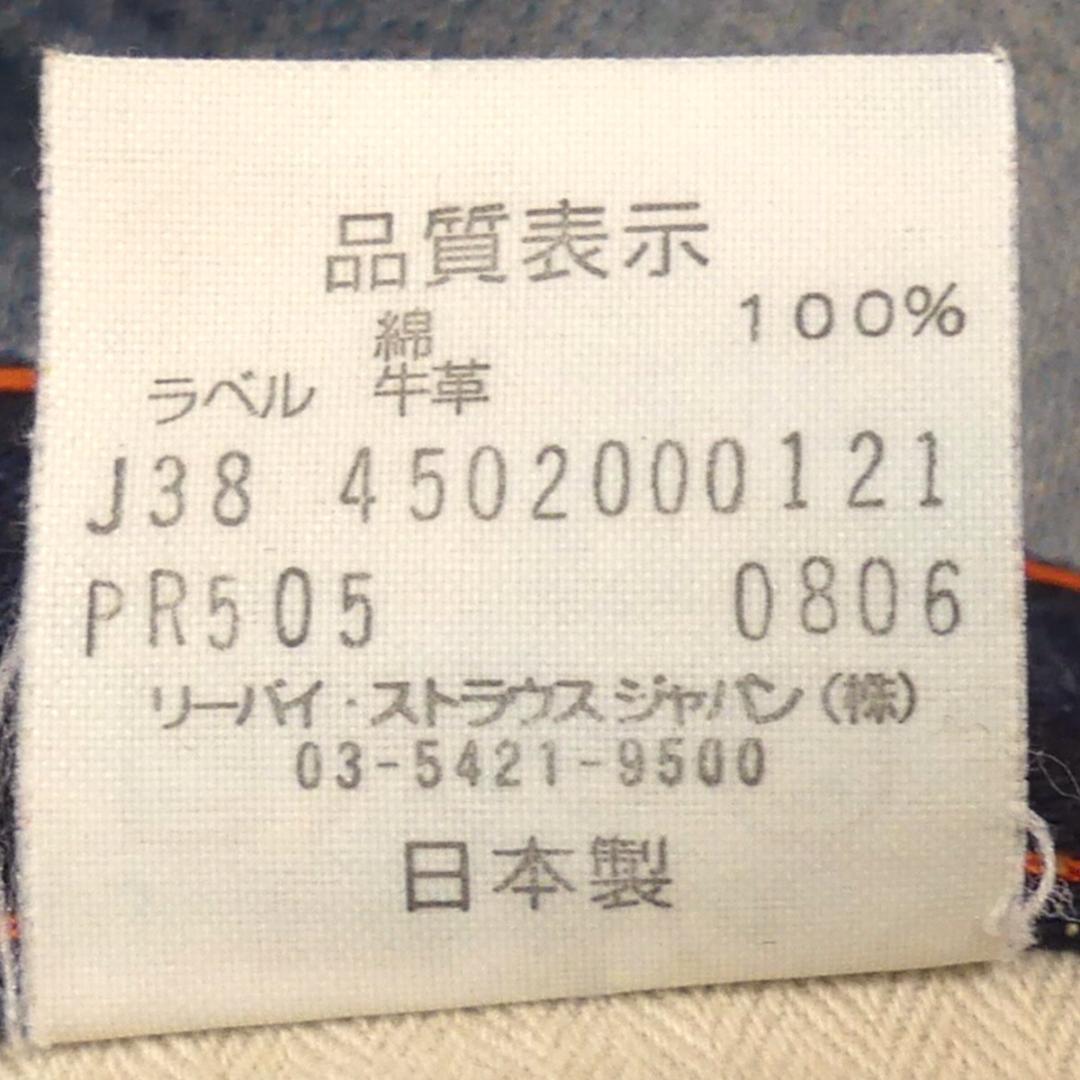 品質表示
綿 100%
ラベル 牛革
J38 4502000121
PR505 0806
リーバイ・ストラウス ジャパン(株)
03-5421-9500
日本製